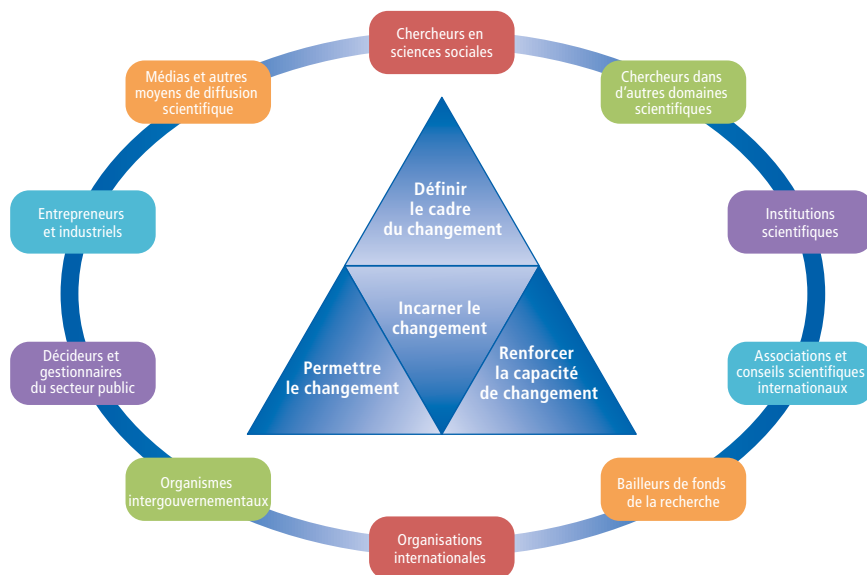 Chercheurs en
sciences sociales
Chercheurs dans
d'autres domaines
scientifiques
Institutions
scientifiques
Associations et
conseils scientifiques
internationaux
Bailleurs de fonds
de la recherche
Organisations
internationales
Organismes
intergouvernementaux
Décideurs et
gestionnaires
du secteur public
Entrepreneurs
et industriels
Médias et autres
moyens de diffusion
scientifique
Définir
le cadre
du changement
Incarner le
changement
Permettre
le changement
Renforcer
la capacité
de changement